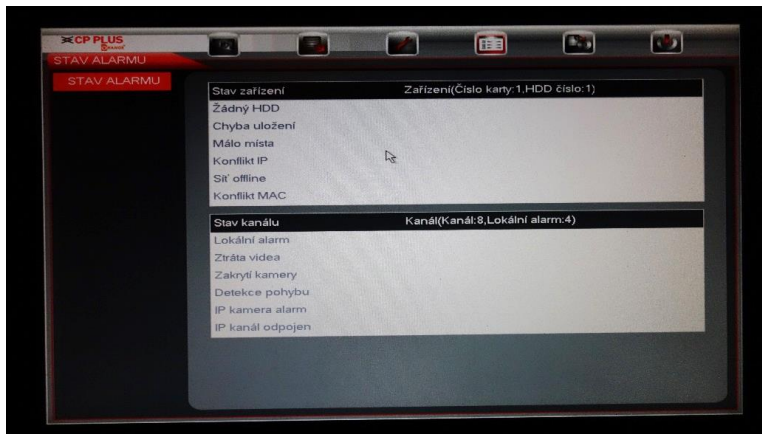 CP PLUS
STAV ALARMU
STAV ALARMU
Stav zařízení Zařízení(Číslo karty:1,HDD číslo:1)
Žádný HDD
Chyba uložení
Málo místa
Konflikt IP
Síť offline
Konflikt MAC
Stav kanálu Kanál(Kanál:8,Lokální alarm:4)
Lokální alarm
Ztráta videa
Zakrytí kamery
Detekce pohybu
IP kamera alarm
IP kanál odpojen